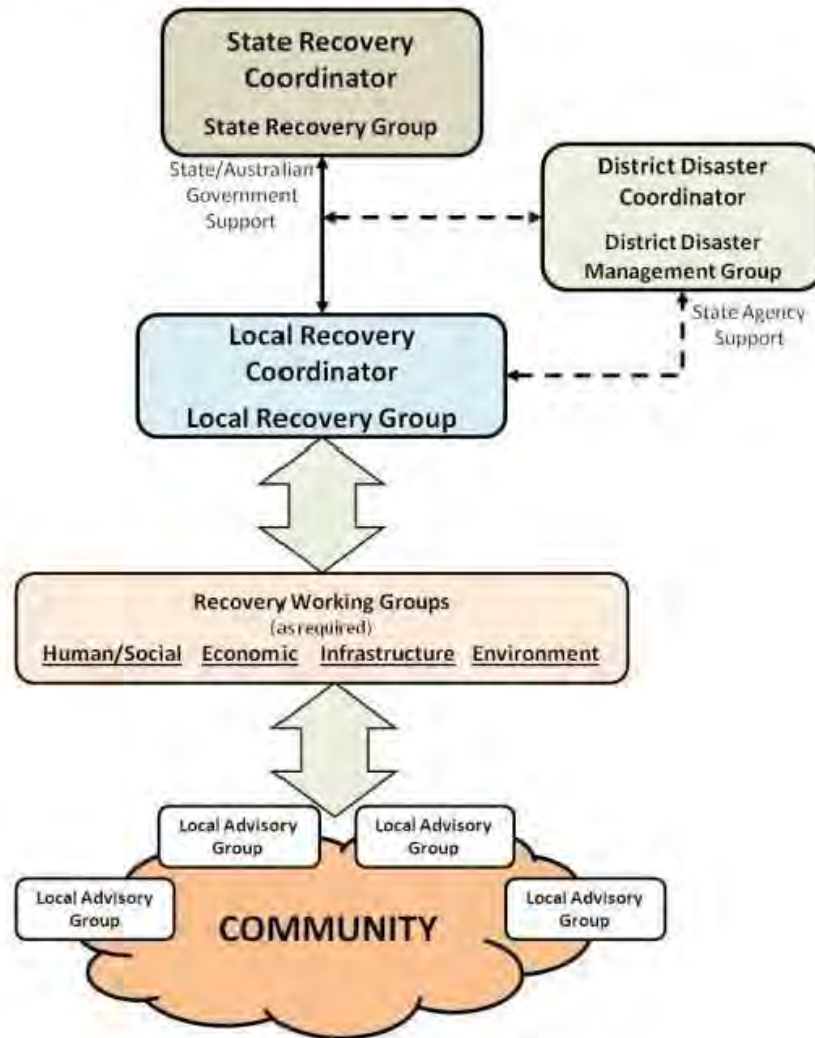 State Recovery
Coordinator
State Recovery Group
State/Australian
Government
Support
District Disaster
Coordinator
District Disaster
Management Group
State Agency
Support
Local Recovery
Coordinator
Local Recovery Group
Recovery Working Groups
(as required)
Human/Social Economic Infrastructure Environment
Local Advisory
Group
Local Advisory
Group
Local Advisory
Group
Local Advisory
Group
COMMUNITY